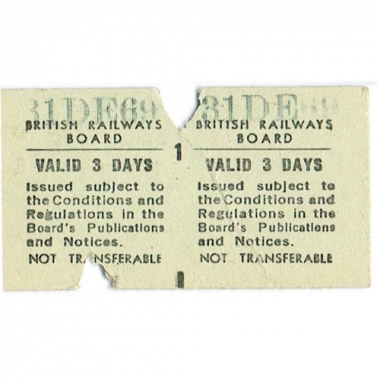 31DE69 31DE69
BRITISH RAILWAYS BRITISH RAILWAYS
BOARD BOARD
1
VALID 3 DAYS VALID 3 DAYS
Issued subject to Issued subject to
the Conditions and the Conditions and
Regulations in the Regulations in the
Board's Publications Board's Publications
and Notices. and Notices.
NOT TRANSFERABLE NOT TRANSFERABLE